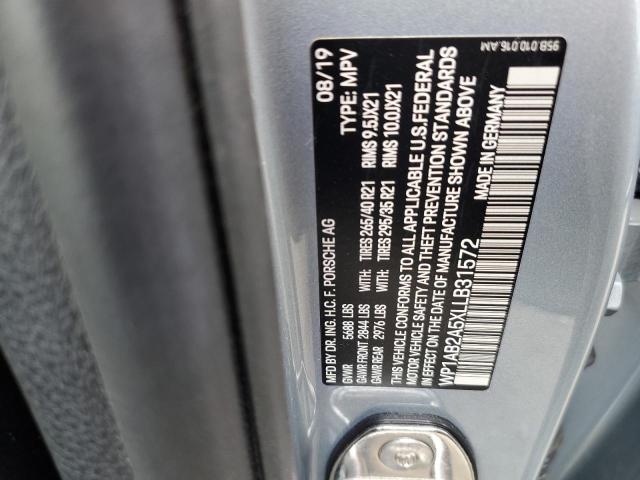 95B.010.016.AM
08/19
MFD BY DR. ING. H.C. F. PORSCHE AG TYPE: MPV
GVWR 5688 LBS
GAWR FRONT 2844 LBS WITH: TIRES 265/40 R21 RIMS 9,5JX21
GAWR REAR 2976 LBS WITH: TIRES 295/35 R21 RIMS 10.0JX21
THIS VEHICLE CONFORMS TO ALL APPLICABLE U.S. FEDERAL
MOTOR VEHICLE SAFETY AND THEFT PREVENTION STANDARDS
IN EFFECT ON THE DATE OF MANUFACTURE SHOWN ABOVE
WP1AB2A5XLLB31572 MADE IN GERMANY